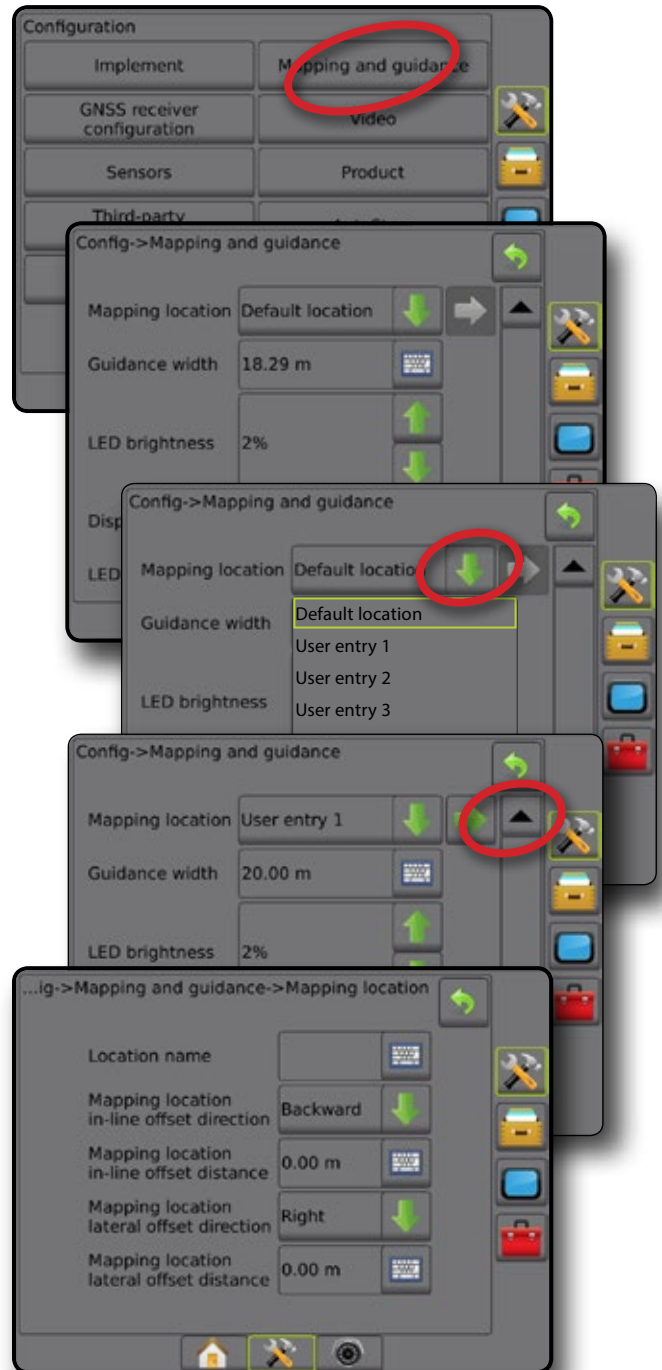 Configuration
Implement
Mapping and guidance
GNSS receiver
configuration
Video
Sensors
Product
Third-party
Config->Mapping and guidance
Mapping location Default location
Guidance width 18.29 m
LED brightness 2%
LED
Config->Mapping and guidance
Mapping location Default location
Guidance width
Default location
User entry 1
User entry 2
LED brightness
User entry 3
Config->Mapping and guidance
Mapping location User entry 1
Guidance width 20.00 m
LED brightness 2%
...ig->Mapping and guidance->Mapping location
Location name
Mapping location
in-line offset direction Backward
Mapping location
in-line offset distance 0.00 m
Mapping location
lateral offset direction Right
Mapping location
lateral offset distance 0.00 m